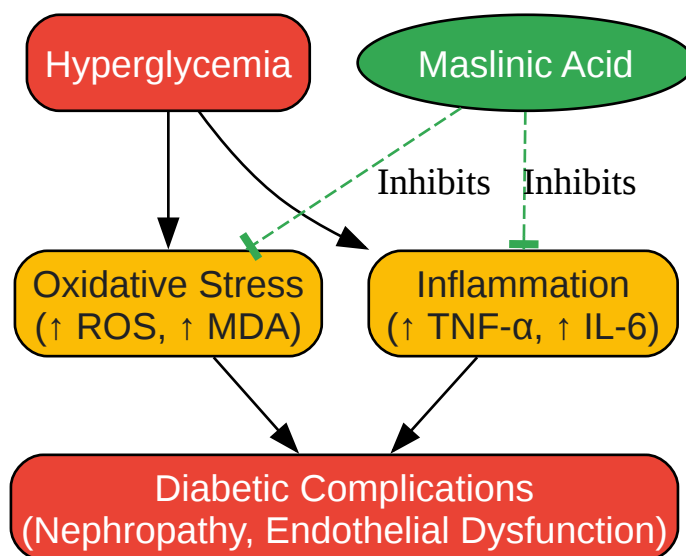 Hyperglycemia
Maslinic Acid
Inhibits
Inhibits
Oxidative Stress
(↑ ROS, ↑ MDA)
Inflammation
(↑ TNF-α, ↑ IL-6)
Diabetic Complications
(Nephropathy, Endothelial Dysfunction)